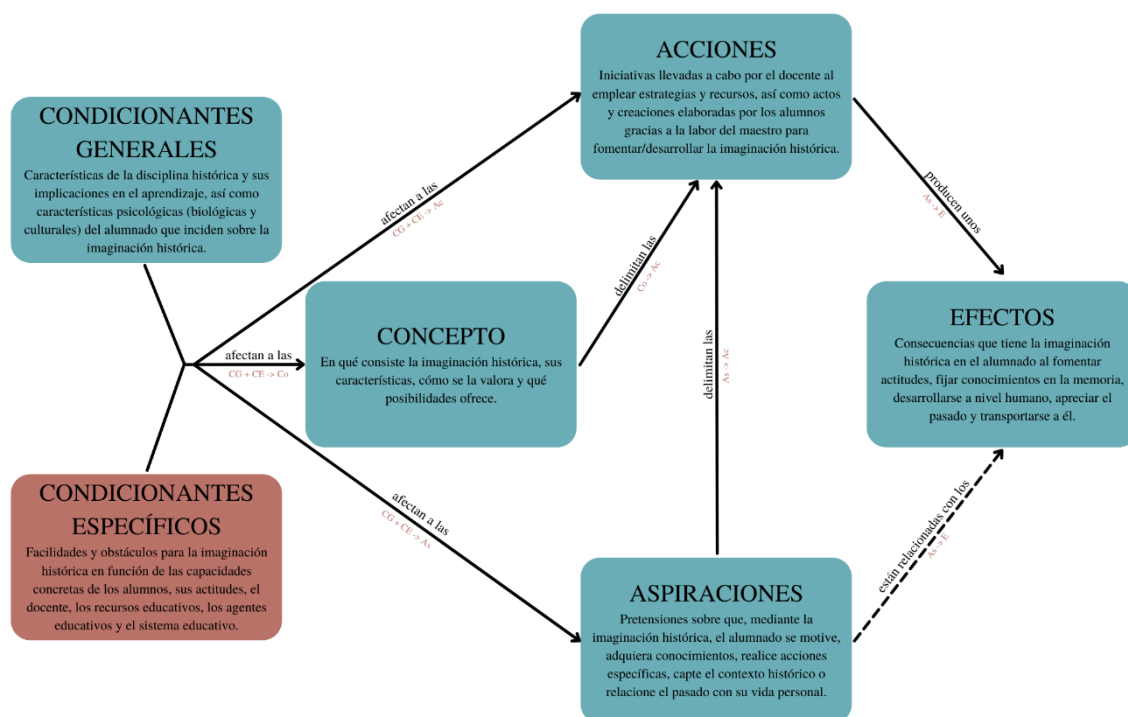 CONDICIONANTES
GENERALES
Características de la disciplina histórica y sus
implicaciones en el aprendizaje, así como
características psicológicas (biológicas y
culturales) del alumnado que inciden sobre la
imaginación histórica.
CONDICIONANTES
ESPECÍFICOS
Facilidades y obstáculos para la imaginación
histórica en función de las capacidades
concretas de los alumnos, sus actitudes, el
docente, los recursos educativos, los agentes
educativos y el sistema educativo.
afectan a las
CG + CE -> Ac
afectan a las
CG + CE -> Co
afectan a las
CG + CE -> As
CONCEPTO
En qué consiste la imaginación histórica, sus
características, cómo se la valora y qué
posibilidades ofrece.
delimitan las
Co -> Ac
ACCIONES
Iniciativas llevadas a cabo por el docente al
emplear estrategias y recursos, así como actos
y creaciones elaboradas por los alumnos
gracias a la labor del maestro para
fomentar/desarrollar la imaginación histórica.
delimitan las
As -> Ac
ASPIRACIONES
Pretensiones sobre que, mediante la
imaginación histórica, el alumnado se motive,
adquiera conocimientos, realice acciones
específicas, capte el contexto histórico o
relacione el pasado con su vida personal.
producen unos
As -> E
están relacionadas con los
As -> E
EFECTOS
Consecuencias que tiene la imaginación
histórica en el alumnado al fomentar
actitudes, fijar conocimientos en la memoria,
desarrollarse a nivel humano, apreciar el
pasado y transportarse a él.